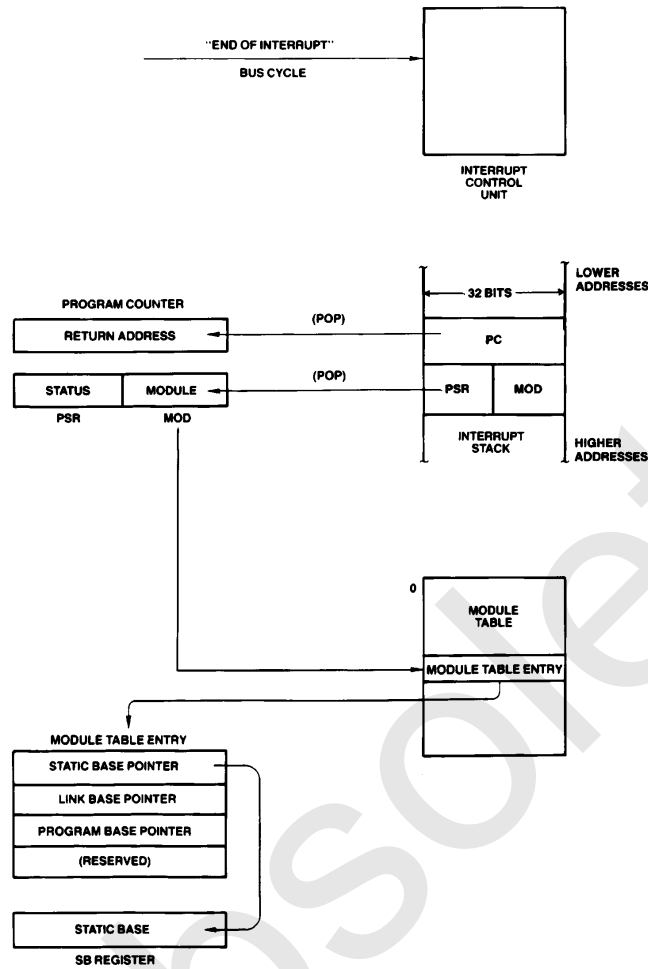 "END OF INTERRUPT"
BUS CYCLE
INTERRUPT
CONTROL
UNIT
LOWER
ADDRESSES
32 BITS
PROGRAM COUNTER
(POP)
RETURN ADDRESS
PC
(POP)
STATUS
MODULE
PSR
MOD
PSR
MOD
INTERRUPT
STACK
HIGHER
ADDRESSES
0
MODULE
TABLE
MODULE TABLE ENTRY
MODULE TABLE ENTRY
STATIC BASE POINTER
LINK BASE POINTER
PROGRAM BASE POINTER
(RESERVED)
STATIC BASE
SB REGISTER